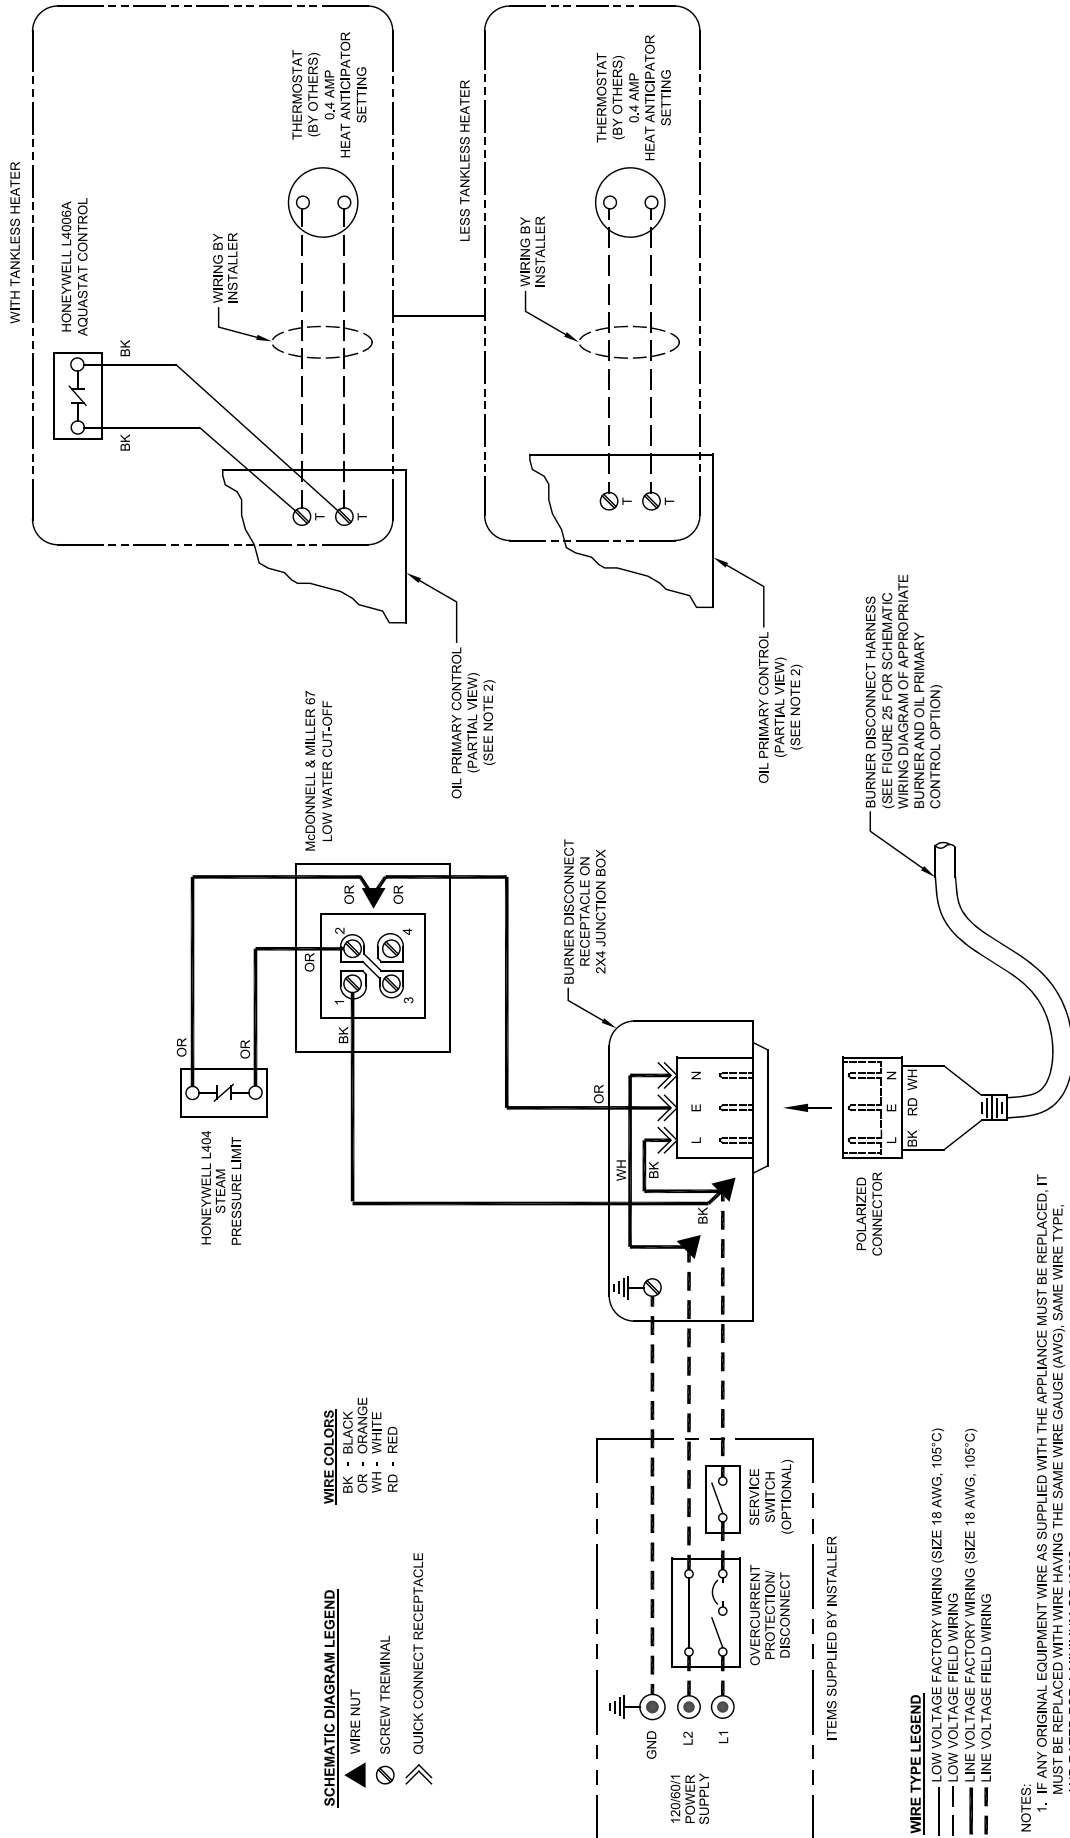 WITH TANKLESS HEATER
HONEYWELL L4006A
AQUASTAT CONTROL
BK
BK
WIRING BY
INSTALLER
THERMOSTAT
(BY OTHERS)
0.4 AMP
HEAT ANTICIPATOR
SETTING
T
T
OIL PRIMARY CONTROL
(PARTIAL VIEW)
(SEE NOTE 2)
LESS TANKLESS HEATER
WIRING BY
INSTALLER
THERMOSTAT
(BY OTHERS)
0.4 AMP
HEAT ANTICIPATOR
SETTING
T
T
OIL PRIMARY CONTROL
(PARTIAL VIEW)
(SEE NOTE 2)
HONEYWELL L404
STEAM
PRESSURE LIMIT
OR
OR
McDONNELL & MILLER 67
LOW WATER CUT-OFF
OR
OR
OR
BK
1
2
3
4
BURNER DISCONNECT
RECEPTACLE ON
2X4 JUNCTION BOX
OR
WH
BK
BK
L
E
N
POLARIZED
CONNECTOR
L
E
N
BK
RD
WH
BURNER DISCONNECT HARNESS
(SEE FIGURE 25 FOR SCHEMATIC
WIRING DIAGRAM OF APPROPRIATE
BURNER AND OIL PRIMARY
CONTROL OPTION)
SCHEMATIC DIAGRAM LEGEND
WIRE NUT
SCREW TREMINAL
QUICK CONNECT RECEPTACLE
WIRE COLORS
BK - BLACK
OR - ORANGE
WH - WHITE
RD - RED
120/60/1
POWER
SUPPLY
GND
L2
L1
OVERCURRENT
PROTECTION/
DISCONNECT
SERVICE
SWITCH
(OPTIONAL)
ITEMS SUPPLIED BY INSTALLER
WIRE TYPE LEGEND
LOW VOLTAGE FACTORY WIRING (SIZE 18 AWG, 105°C)
LOW VOLTAGE FIELD WIRING
LINE VOLTAGE FACTORY WIRING (SIZE 18 AWG, 105°C)
LINE VOLTAGE FIELD WIRING
NOTES:
1. IF ANY ORIGINAL EQUIPMENT WIRE AS SUPPLIED WITH THE APPLIANCE MUST BE REPLACED, IT
MUST BE REPLACED WITH WIRE HAVING THE SAME WIRE GAUGE (AWG), SAME WIRE TYPE,